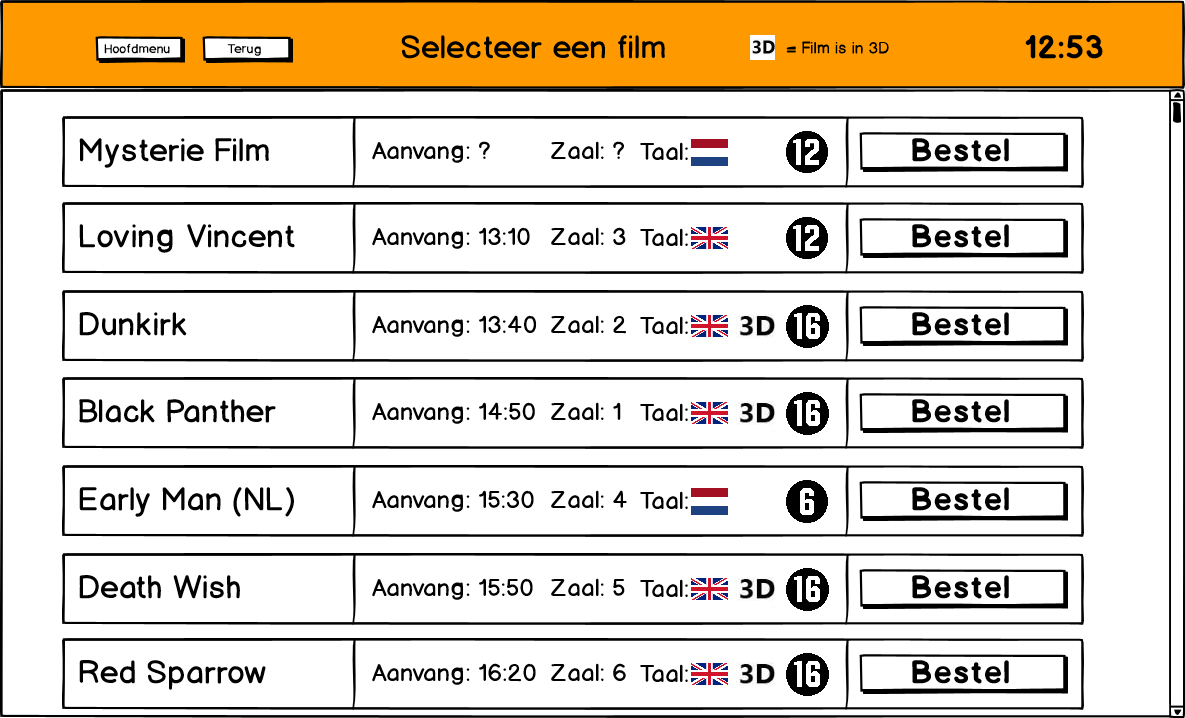 Hoofdmenu Terug Selecteer een film 3D = Film is in 3D 12:53
Mysterie Film Aanvang: ? Zaal: ? Taal: 12 Bestel
Loving Vincent Aanvang: 13:10 Zaal: 3 Taal: 12 Bestel
Dunkirk Aanvang: 13:40 Zaal: 2 Taal: 3D 16 Bestel
Black Panther Aanvang: 14:50 Zaal: 1 Taal: 3D 16 Bestel
Early Man (NL) Aanvang: 15:30 Zaal: 4 Taal: 6 Bestel
Death Wish Aanvang: 15:50 Zaal: 5 Taal: 3D 16 Bestel
Red Sparrow Aanvang: 16:20 Zaal: 6 Taal: 3D 16 Bestel